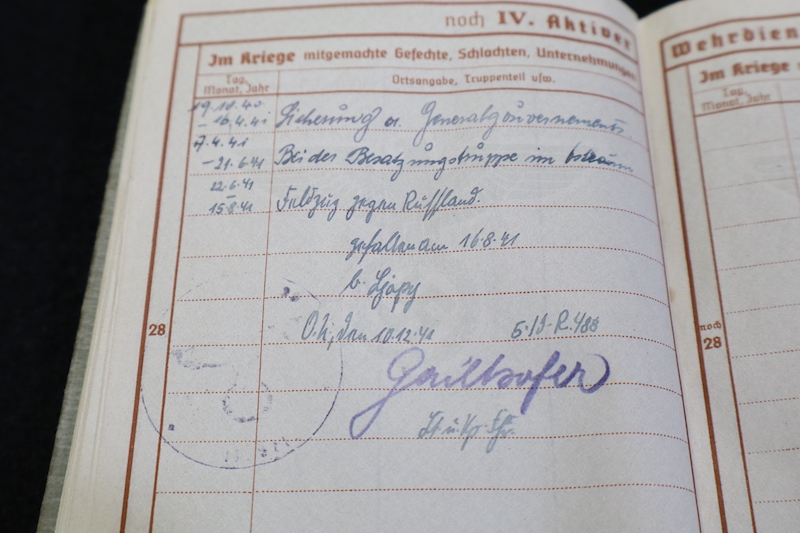 noch IV. Aktiver
Im Kriege mitgemachte Gefechte, Schlachten, Unternehmungen
Tag, Monat, Jahr
Ortsangabe, Truppenteil usw.
19.10.40 – 16.4.41 Sicherung d. Generalgouvernements.
17.4.41 – 21.6.41 Bei der Besatzungstruppe im Ostraum
22.6.41 – 15.8.41 Feldzug gegen Russland.
gefallen am 16.8.41
b.
O.U., den 10.12.41 5./J.-R. 488
28
Lt. u. Kp. Fhr.
Wehrdien
Im Kriege
Tag, Monat, Jahr
noch 28